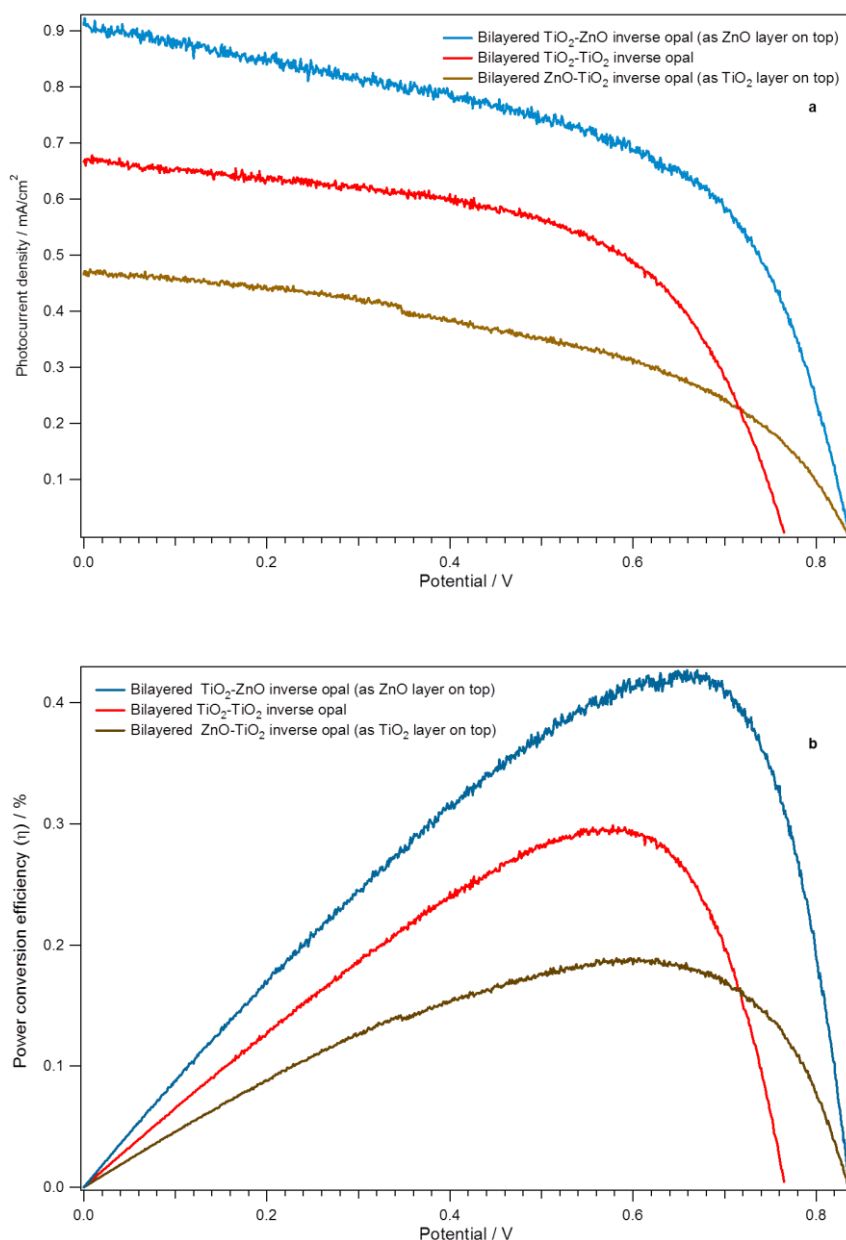 0.9
0.8
0.7
0.6
0.5
0.4
0.3
0.2
0.1
Photocurrent density / mA/cm²
Bilayered TiO₂-ZnO inverse opal (as ZnO layer on top)
Bilayered TiO₂-TiO₂ inverse opal
Bilayered ZnO-TiO₂ inverse opal (as TiO₂ layer on top)
a
0.0 0.2 0.4 0.6 0.8
Potential / V
0.4
0.3
0.2
0.1
0.0
Power conversion efficiency (η) / %
Bilayered TiO₂-ZnO inverse opal (as ZnO layer on top)
Bilayered TiO₂-TiO₂ inverse opal
Bilayered ZnO-TiO₂ inverse opal (as TiO₂ layer on top)
b
0.0 0.2 0.4 0.6 0.8
Potential / V